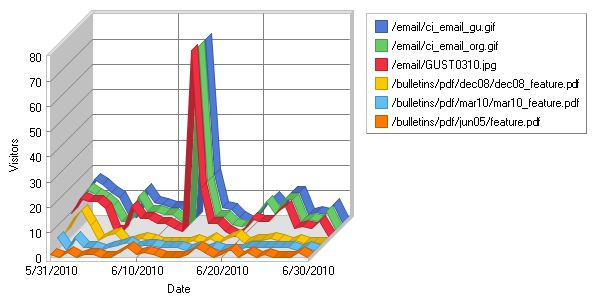 80
70
60
50
40
30
20
10
0
Visitors
5/31/2010
6/10/2010
6/20/2010
6/30/2010
Date
/email/ci_email_gu.gif
/email/ci_email_org.gif
/email/GUST0310.jpg
/bulletins/pdf/dec08/dec08_feature.pdf
/bulletins/pdf/mar10/mar10_feature.pdf
/bulletins/pdf/jun05/feature.pdf